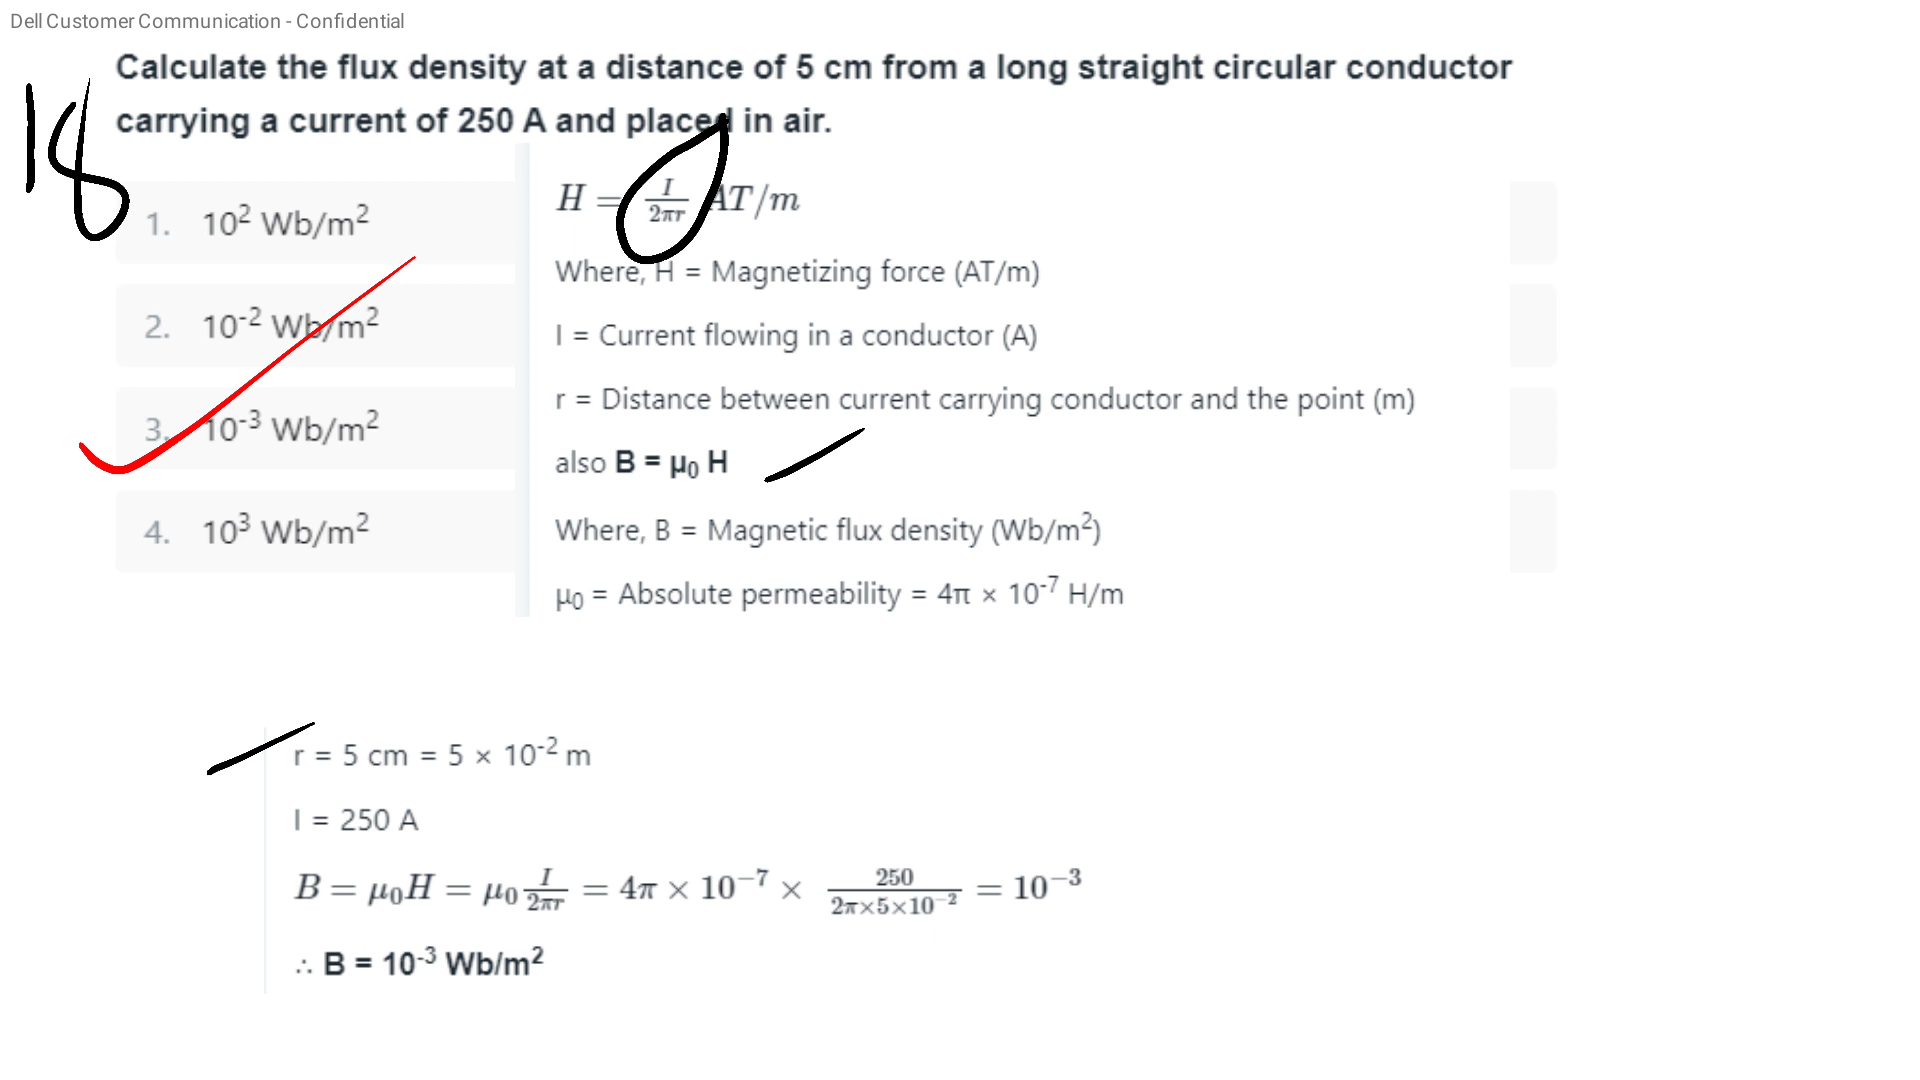 Dell Customer Communication - Confidential
Calculate the flux density at a distance of 5 cm from a long straight circular conductor
carrying a current of 250 A and placed in air.
18
1. 10² Wb/m²
2. 10⁻² Wb/m²
3. 10⁻³ Wb/m²
4. 10³ Wb/m²
H = I/2πr AT/m
Where, H = Magnetizing force (AT/m)
I = Current flowing in a conductor (A)
r = Distance between current carrying conductor and the point (m)
also B = μ₀ H
Where, B = Magnetic flux density (Wb/m²)
μ₀ = Absolute permeability = 4π × 10⁻⁷ H/m
r = 5 cm = 5 × 10⁻² m
I = 250 A
B = μ₀H = μ₀ I/2πr = 4π × 10⁻⁷ × 250/2π×5×10⁻² = 10⁻³
∴ B = 10⁻³ Wb/m²